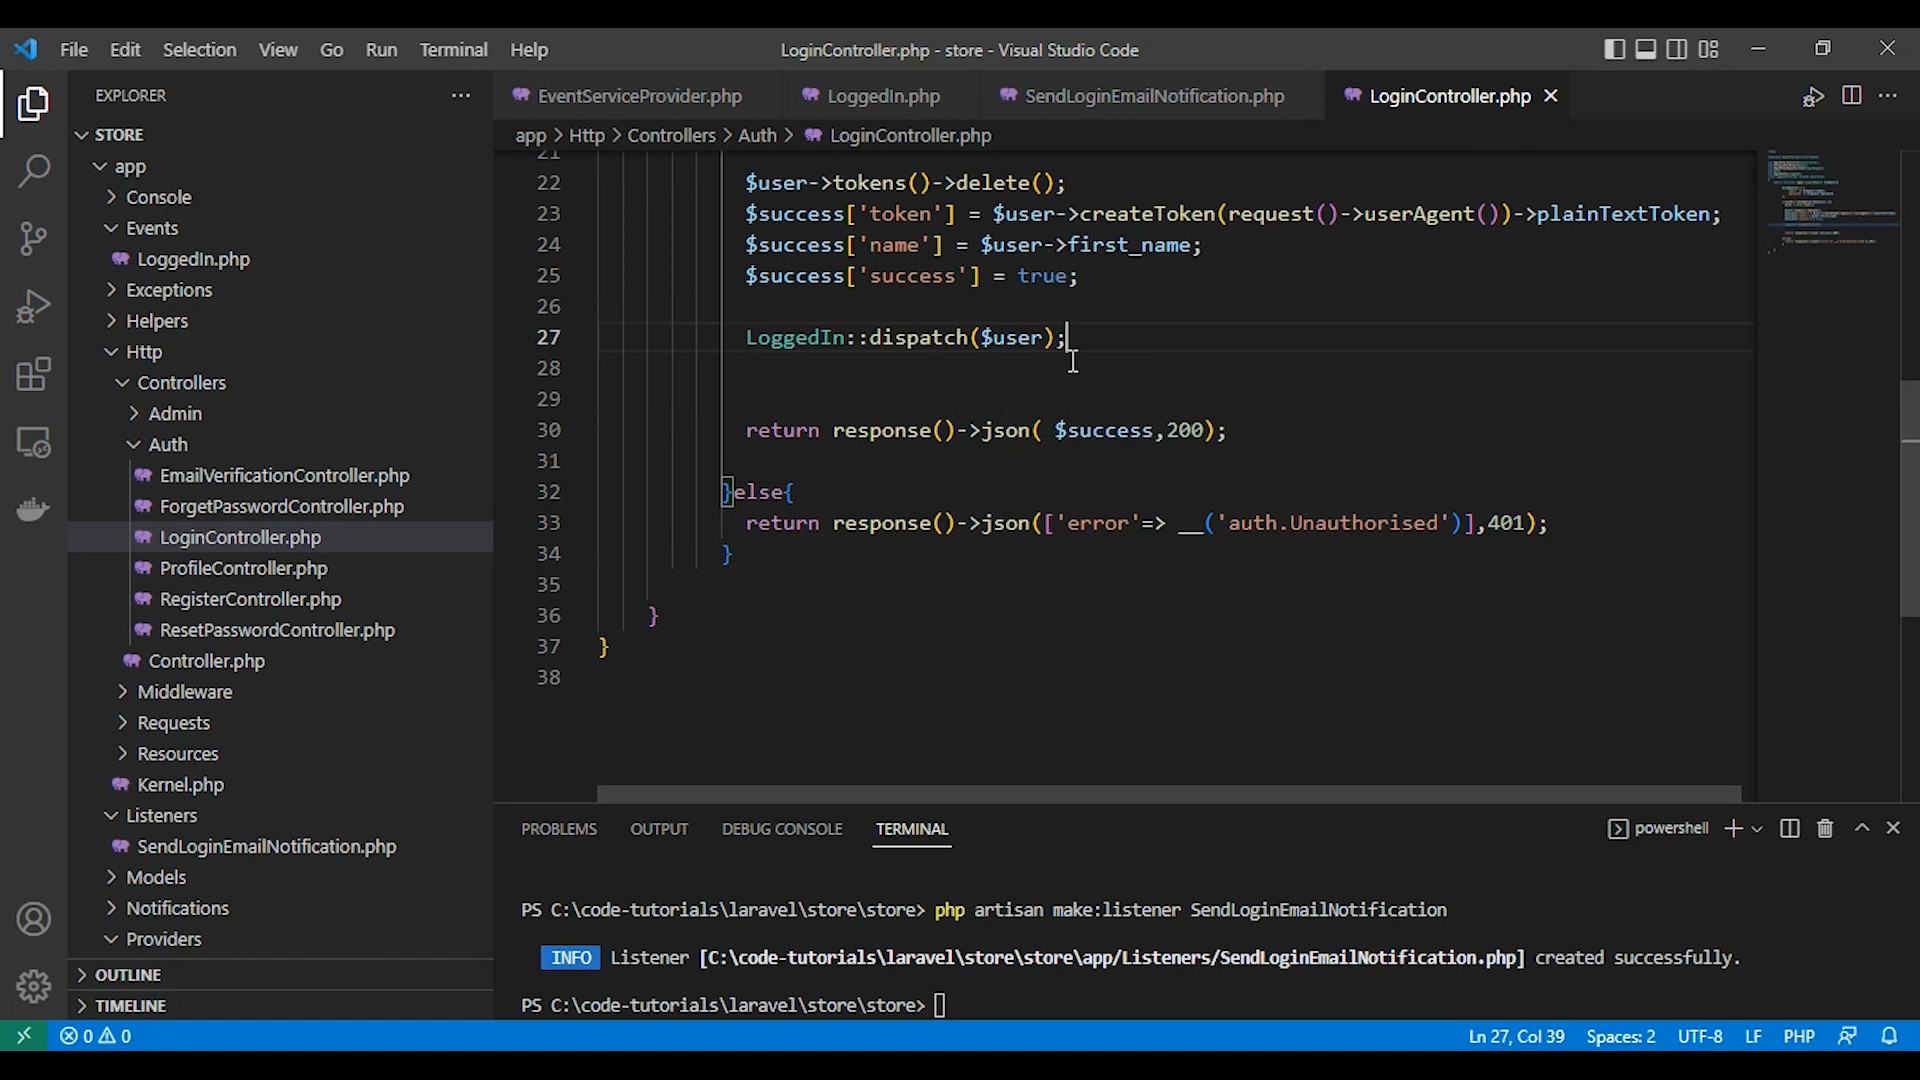 File Edit Selection View Go Run Terminal Help
LoginController.php - store - Visual Studio Code
EXPLORER
STORE
app
Console
Events
LoggedIn.php
Exceptions
Helpers
Http
Controllers
Admin
Auth
EmailVerificationController.php
ForgetPasswordController.php
LoginController.php
ProfileController.php
RegisterController.php
ResetPasswordController.php
Controller.php
Middleware
Requests
Resources
Kernel.php
Listeners
SendLoginEmailNotification.php
Models
Notifications
Providers
OUTLINE
TIMELINE
EventServiceProvider.php LoggedIn.php SendLoginEmailNotification.php LoginController.php
app > Http > Controllers > Auth > LoginController.php
21
22 $user->tokens()->delete();
23 $success['token'] = $user->createToken(request()->userAgent())->plainTextToken;
24 $success['name'] = $user->first_name;
25 $success['success'] = true;
26
27 LoggedIn::dispatch($user);
28
29
30 return response()->json( $success,200);
31
32 }else{
33 return response()->json(['error'=> __('auth.Unauthorised')],401);
34 }
35
36 }
37 }
38
PROBLEMS OUTPUT DEBUG CONSOLE TERMINAL powershell
PS C:\code-tutorials\laravel\store\store> php artisan make:listener SendLoginEmailNotification
INFO Listener [C:\code-tutorials\laravel\store\store\app/Listeners/SendLoginEmailNotification.php] created successfully.
PS C:\code-tutorials\laravel\store\store>
0 0 Ln 27, Col 39 Spaces: 2 UTF-8 LF PHP